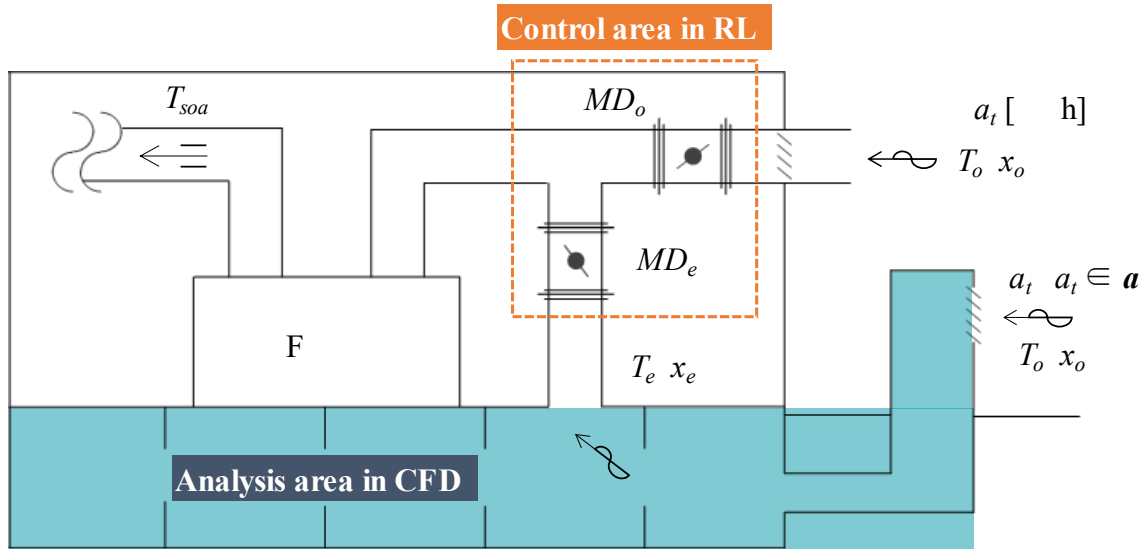 Control area in RL
T_soa
MD_o
a_t [ h]
T_o x_o
MD_e
a_t a_t ∈ a
F
T_e x_e
T_o x_o
Analysis area in CFD